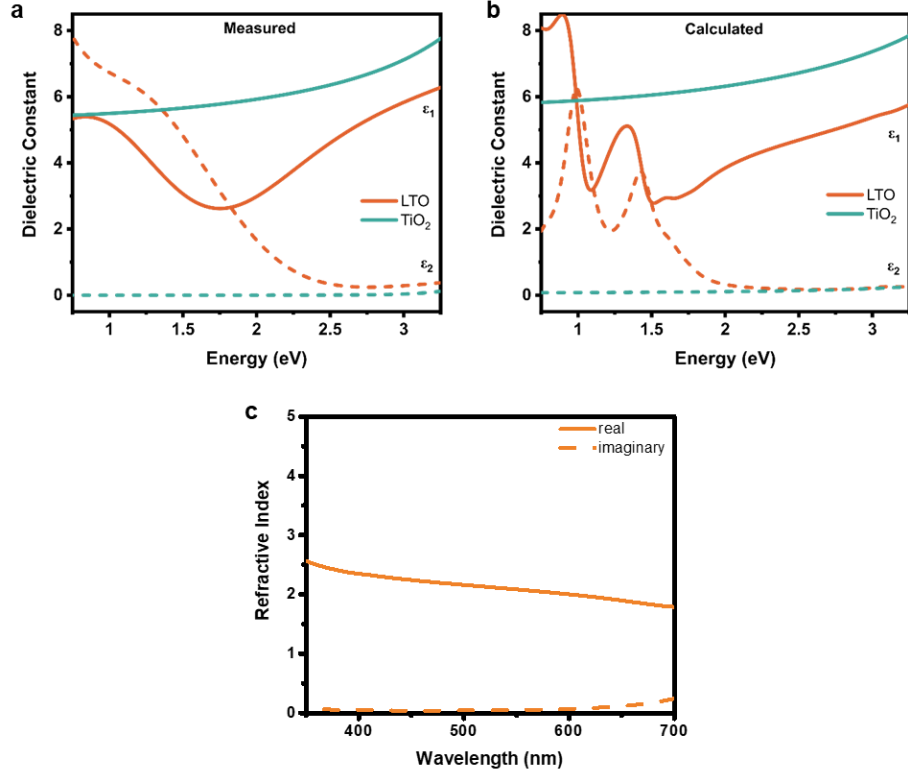 a
Measured
8
6
4
2
0
Dielectric Constant
ε1
LTO
TiO2
ε2
1
1.5
2
2.5
3
Energy (eV)
b
Calculated
8
6
4
2
0
Dielectric Constant
ε1
LTO
TiO2
ε2
1
1.5
2
2.5
3
Energy (eV)
c
5
4
3
2
1
0
Refractive Index
real
imaginary
400
500
600
700
Wavelength (nm)